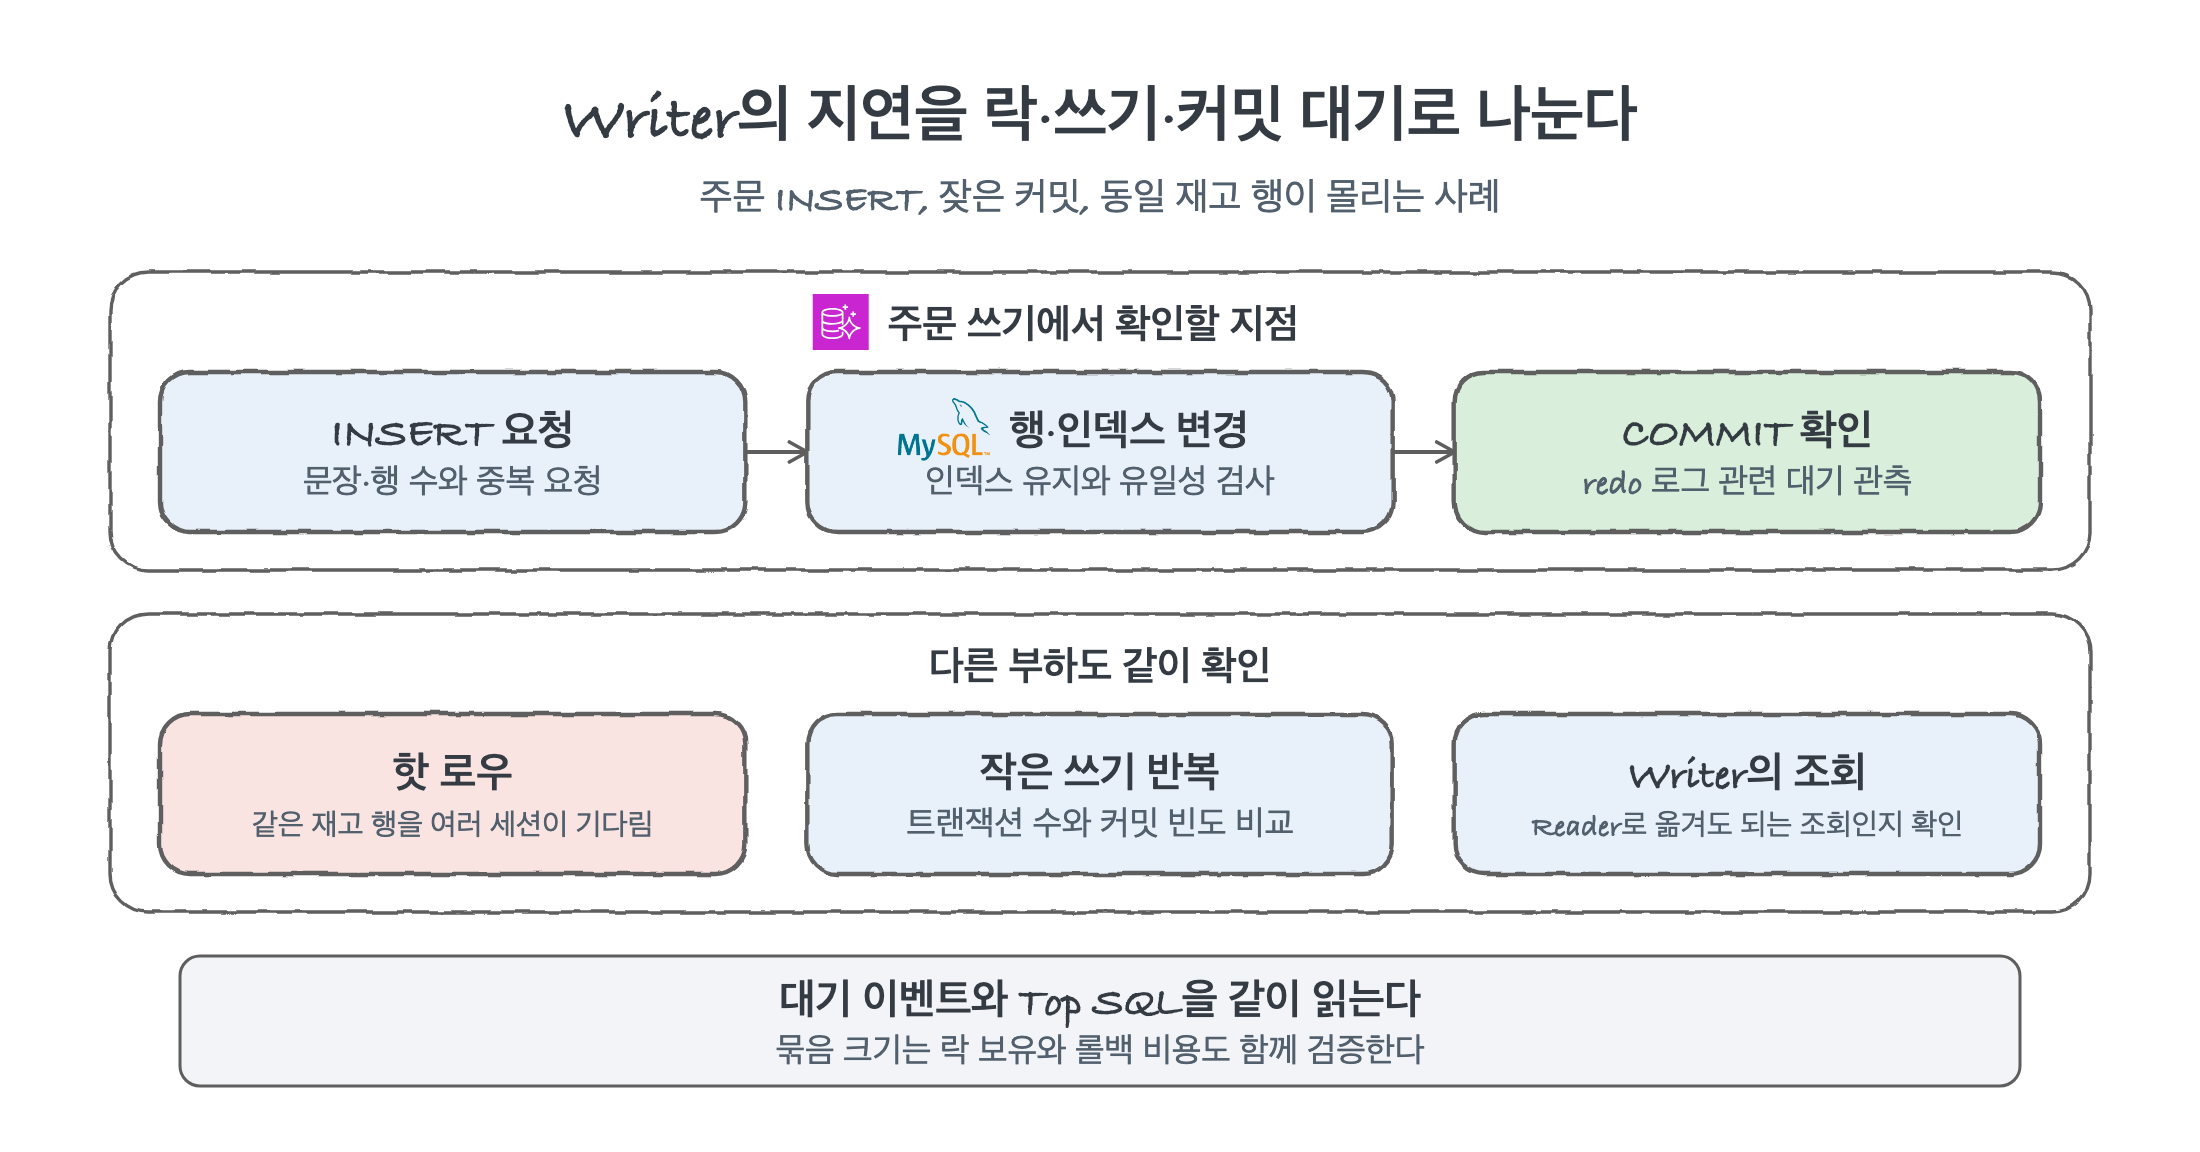 Writer의 지연을 락·쓰기·커밋 대기로 나눈다
주문 INSERT, 잦은 커밋, 동일 재고 행이 몰리는 사례
주문 쓰기에서 확인할 지점
INSERT 요청
문장·행 수와 중복 요청
MySQL 행·인덱스 변경
인덱스 유지와 유일성 검사
COMMIT 확인
redo 로그 관련 대기 관측
다른 부하도 같이 확인
핫 로우
같은 재고 행을 여러 세션이 기다림
작은 쓰기 반복
트랜잭션 수와 커밋 빈도 비교
Writer의 조회
Reader로 옮겨도 되는 조회인지 확인
대기 이벤트와 Top SQL을 같이 읽는다
묶음 크기는 락 보유와 롤백 비용도 함께 검증한다